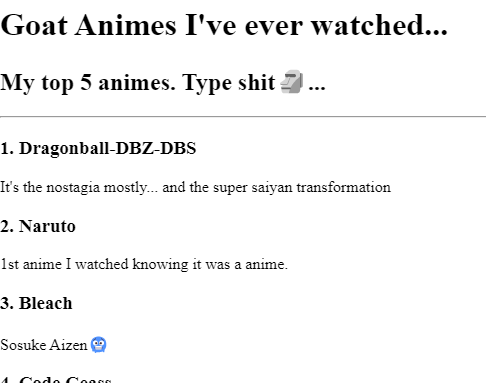 Goat Animes I've ever watched...
My top 5 animes. Type shit 🗿 ...
1. Dragonball-DBZ-DBS
It's the nostagia mostly... and the super saiyan transformation
2. Naruto
1st anime I watched knowing it was a anime.
3. Bleach
Sosuke Aizen 🥶
4. Code Geass